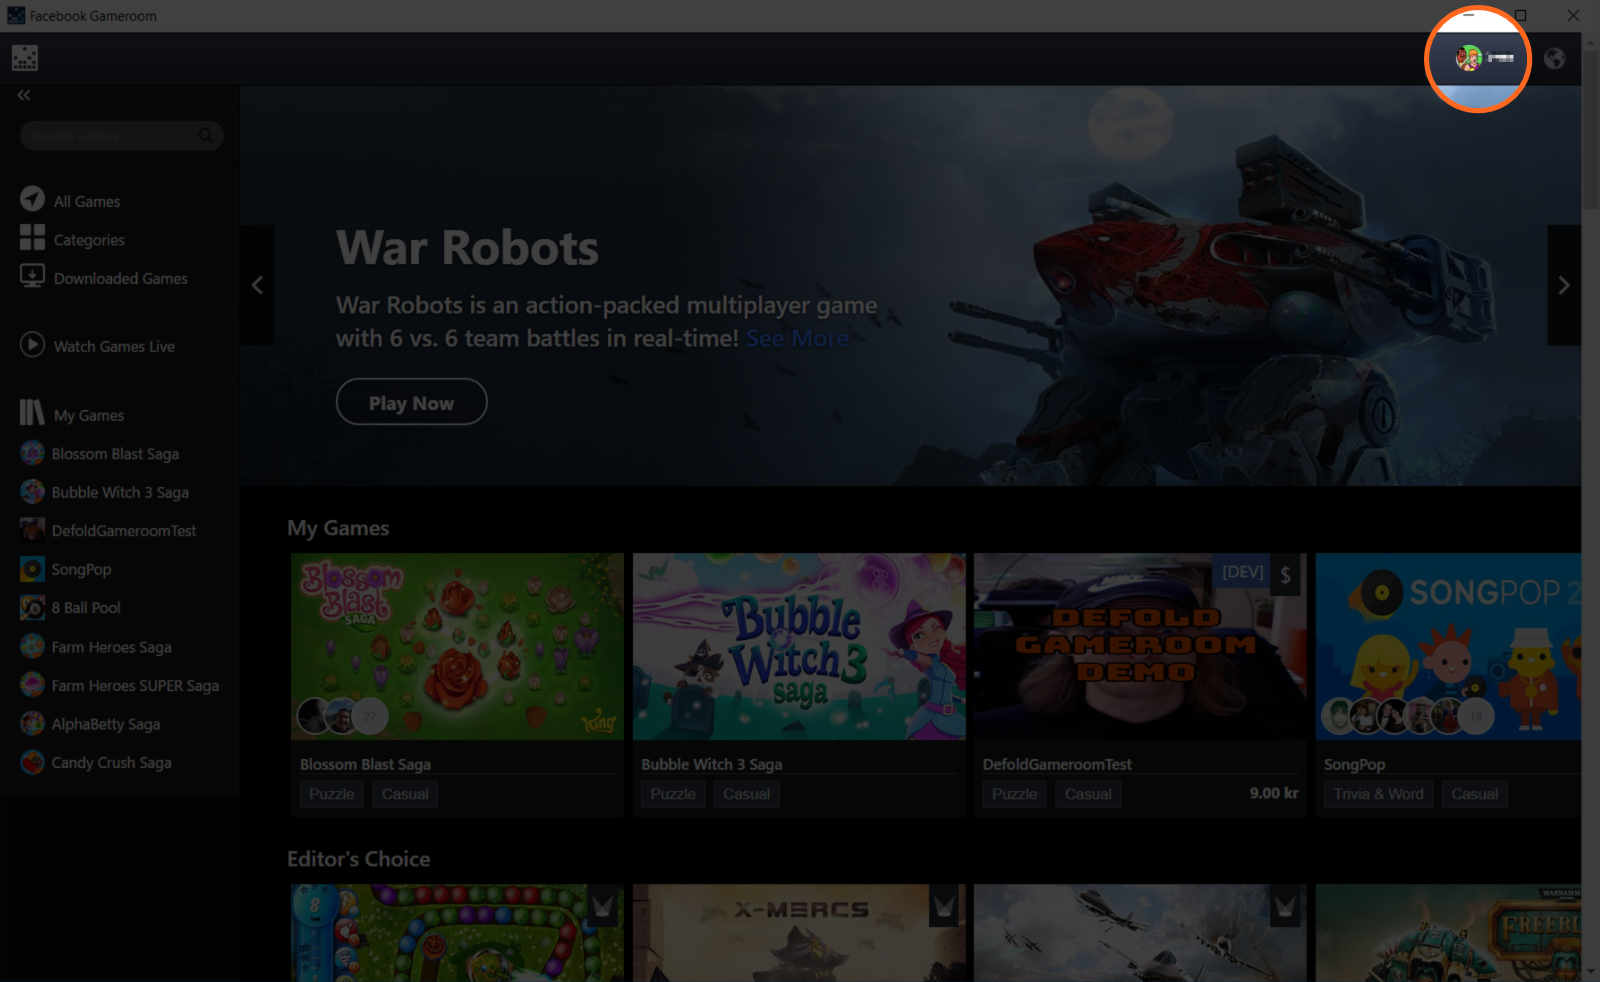 Facebook Gameroom
All Games
Categories
Downloaded Games
Watch Games Live
My Games
Blossom Blast Saga
Bubble Witch 3 Saga
DefoldGameroomTest
SongPop
8 Ball Pool
Farm Heroes Saga
Farm Heroes SUPER Saga
AlphaBetty Saga
Candy Crush Saga
War Robots
War Robots is an action-packed multiplayer game
with 6 vs. 6 team battles in real-time! See More
Play Now
My Games
Blossom
Blast
SAGA
27
King
Blossom Blast Saga
Puzzle Casual
Bubble
Witch 3
saga
Bubble Witch 3 Saga
Puzzle Casual
[DEV] $
DEFOLD
GAMEROOM
DEMO
DefoldGameroomTest
Puzzle Casual 9.00 kr
SONGPOP 2
SongPop
Trivia & Word Casual
Editor's Choice
8
X-MERCS